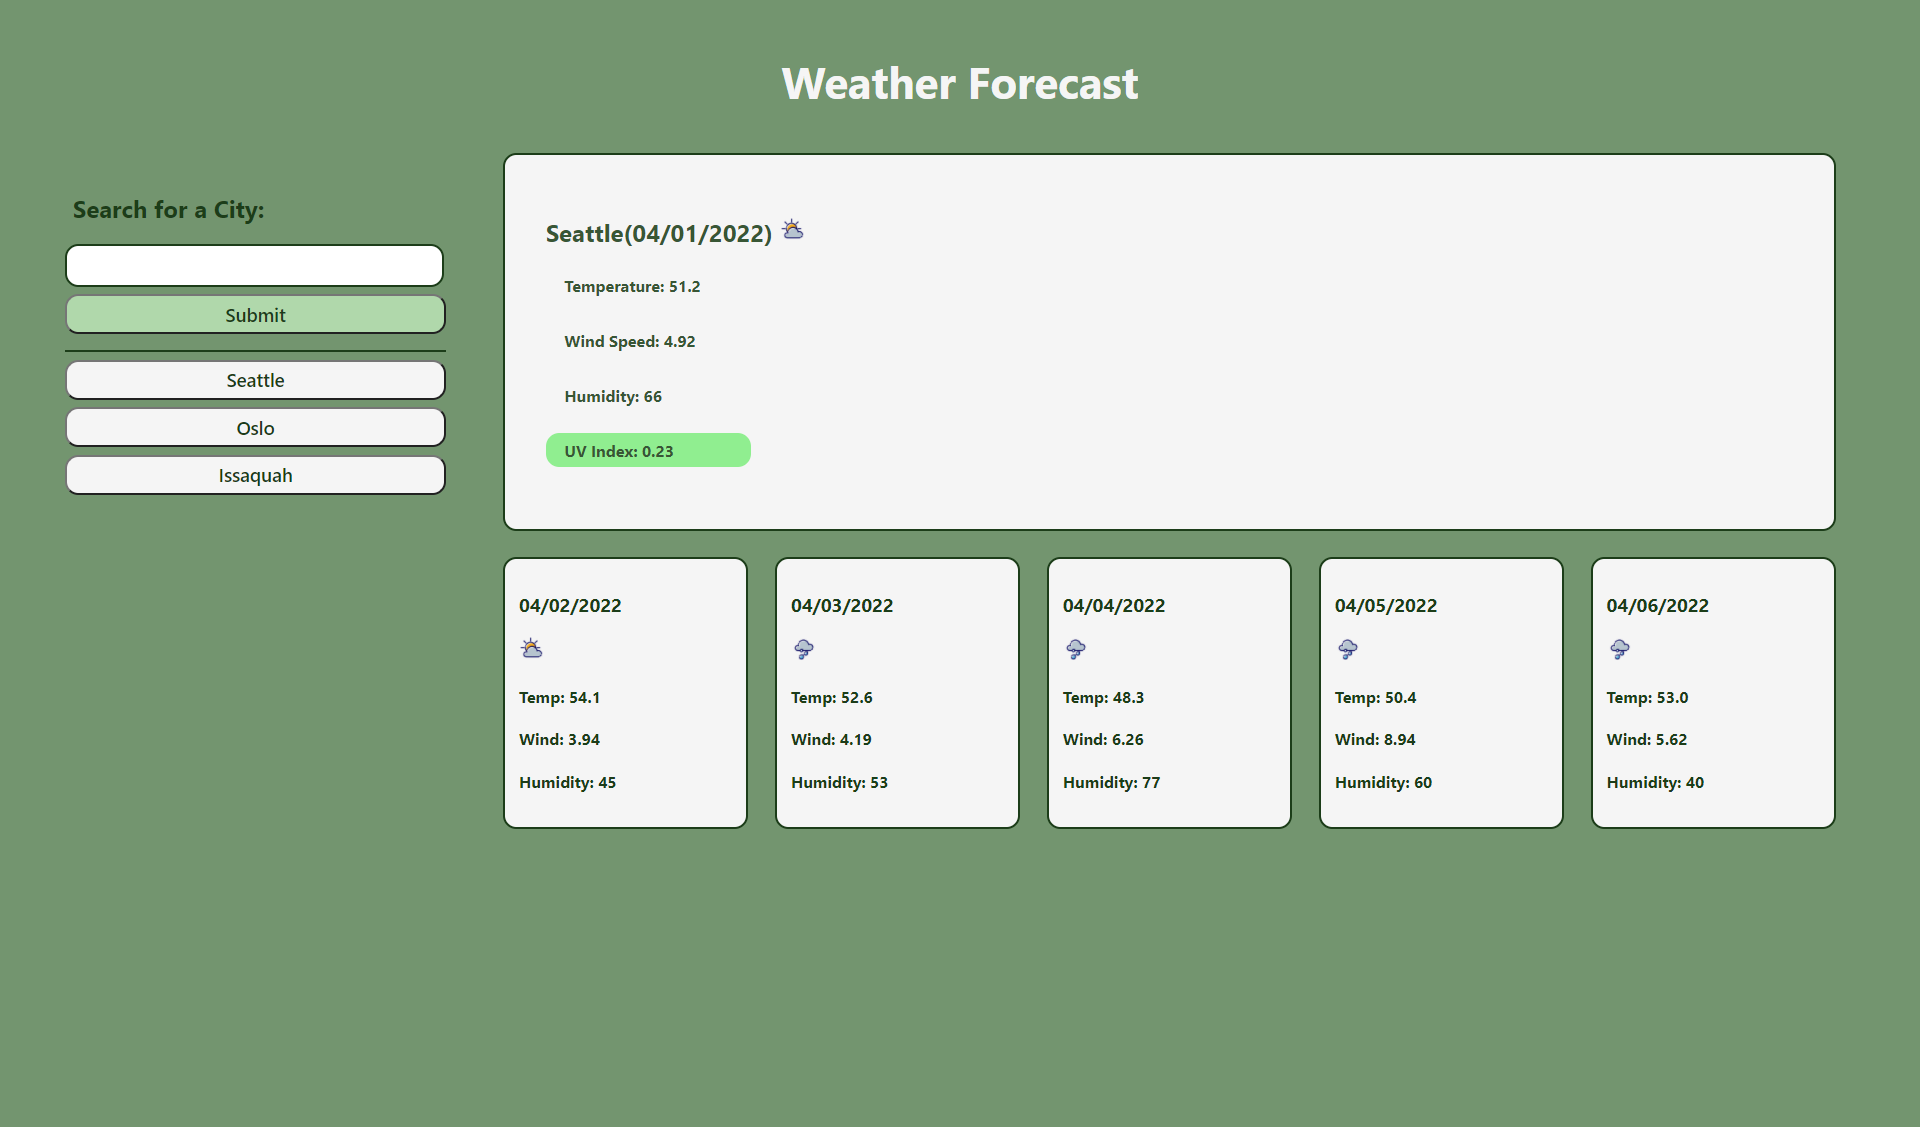 Weather Forecast
Search for a City:
Submit
Seattle
Oslo
Issaquah
Seattle(04/01/2022)
Temperature: 51.2
Wind Speed: 4.92
Humidity: 66
UV Index: 0.23
04/02/2022
Temp: 54.1
Wind: 3.94
Humidity: 45
04/03/2022
Temp: 52.6
Wind: 4.19
Humidity: 53
04/04/2022
Temp: 48.3
Wind: 6.26
Humidity: 77
04/05/2022
Temp: 50.4
Wind: 8.94
Humidity: 60
04/06/2022
Temp: 53.0
Wind: 5.62
Humidity: 40